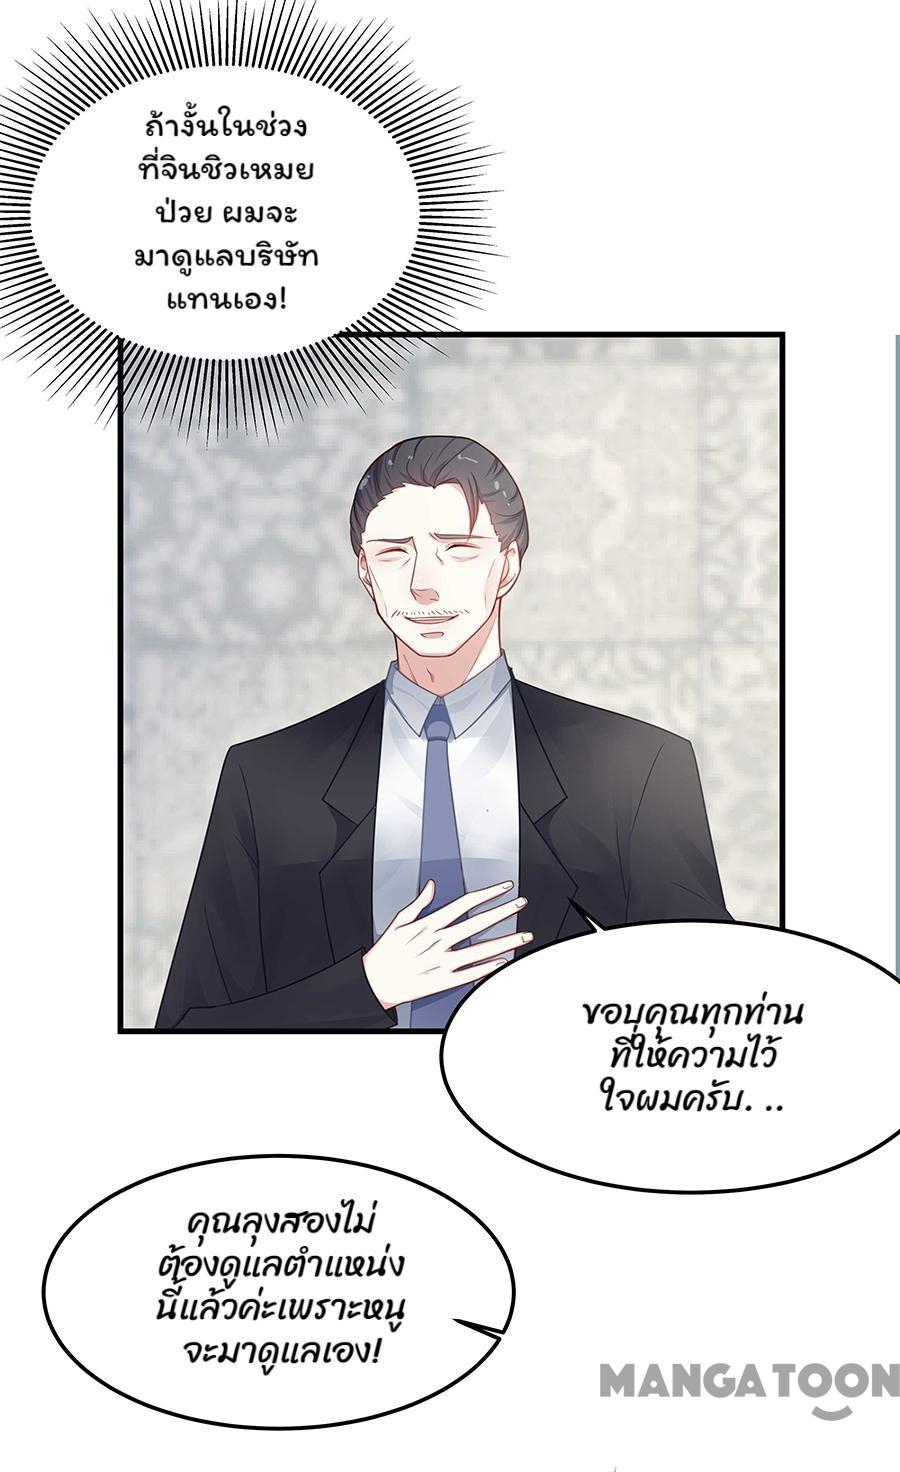 ถ้างั้นในช่วง
ที่จินชิวเหมย
ป่วย ผมจะ
มาดูแลบริษัท
แทนเอง!
ขอบคุณทุกท่าน
ที่ให้ความไว้
ใจผมครับ. ..
คุณลุงสองไม่
ต้องดูแลตำแหน่ง
นี้แล้วค่ะเพราะหนู
จะมาดูแลเอง!
MANGATOON